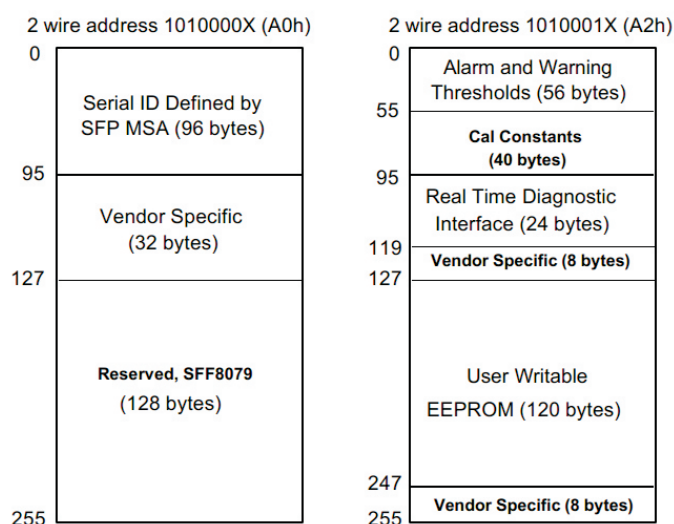 2 wire address 1010000X (A0h)
0
Serial ID Defined by
SFP MSA (96 bytes)
95
Vendor Specific
(32 bytes)
127
Reserved, SFF8079
(128 bytes)
255
2 wire address 1010001X (A2h)
0
Alarm and Warning
Thresholds (56 bytes)
55
Cal Constants
(40 bytes)
95
Real Time Diagnostic
Interface (24 bytes)
119
Vendor Specific (8 bytes)
127
User Writable
EEPROM (120 bytes)
247
Vendor Specific (8 bytes)
255